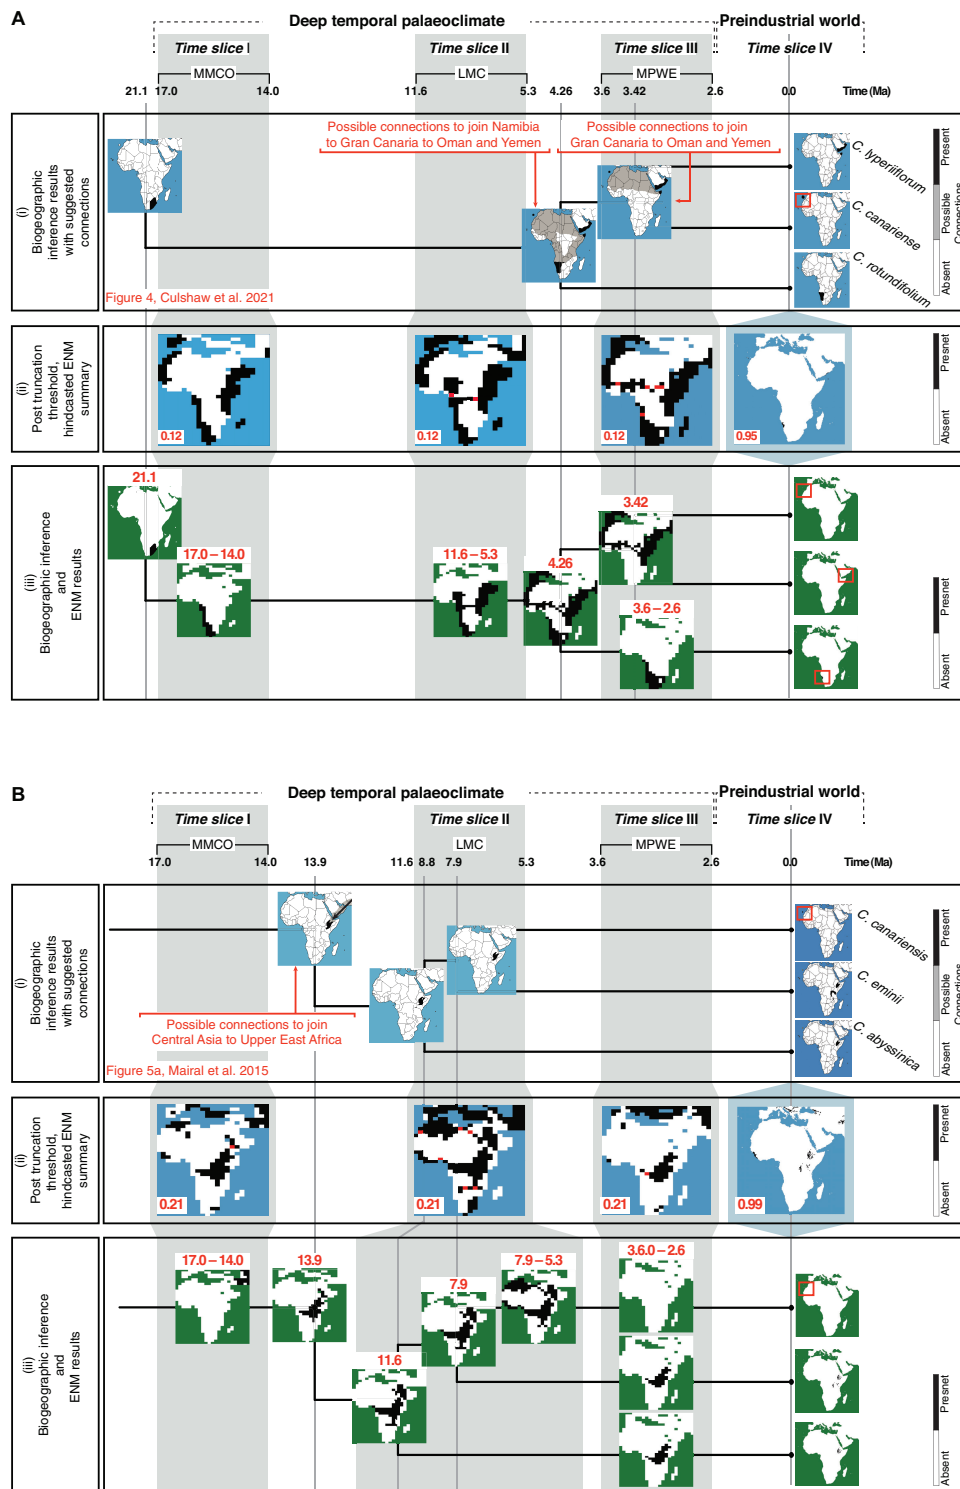 A
Deep temporal palaeoclimate
Preindustrial world
Time slice I
Time slice II
Time slice III
Time slice IV
MMCO
LMC
MPWE
21.1 17.0 14.0 11.6 5.3 4.26 3.6 3.42 2.6 0.0 Time (Ma)
(i)
Biogeographic
inference results
with suggested
connections
Possible connections to join Namibia
to Gran Canaria to Oman and Yemen
Possible connections to join
Gran Canaria to Oman and Yemen
C. lyperiiflorum
C. canariense
C. rotundifolium
Present
Possible
Connections
Absent
Figure 4, Culshaw et al. 2021
(ii)
Post truncation
threshold,
hindcasted ENM
summary
0.12
0.12
0.12
0.95
Presnet
Absent
(iii)
Biogeographic inference
and
ENM results
21.1
17.0 – 14.0
11.6 – 5.3
4.26
3.42
3.6 – 2.6
Presnet
Absent
B
Deep temporal palaeoclimate
Preindustrial world
Time slice I
Time slice II
Time slice III
Time slice IV
MMCO
LMC
MPWE
17.0 14.0 13.9 11.6 8.8 7.9 5.3 3.6 2.6 0.0 Time (Ma)
(i)
Biogeographic
inference results
with suggested
connections
Possible connections to join
Central Asia to Upper East Africa
C. canariensis
C. eminii
C. abyssinica
Present
Possible
Connections
Absent
Figure 5a, Mairal et al. 2015
(ii)
Post truncation
threshold,
hindcasted ENM
summary
0.21
0.21
0.21
0.99
Presnet
Absent
(iii)
Biogeographic inference
and
ENM results
17.0 – 14.0
13.9
11.6
7.9
7.9 – 5.3
3.6.0 – 2.6
Presnet
Absent